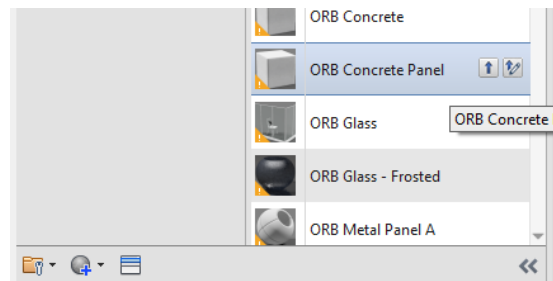 ORB Concrete
ORB Concrete Panel
ORB Glass
ORB Concrete
ORB Glass - Frosted
ORB Metal Panel A